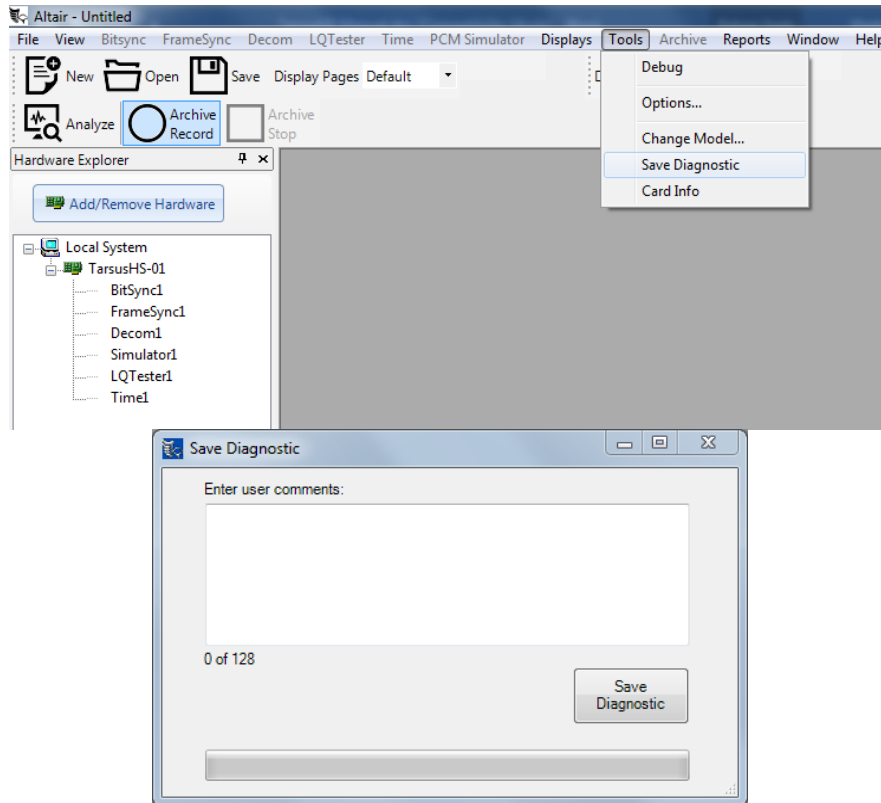 Altair - Untitled
File View Bitsync FrameSync Decom LQTester Time PCM Simulator Displays Tools Archive Reports Window Help
New Open Save Display Pages Default
Debug
Options...
Change Model...
Save Diagnostic
Card Info
Analyze Archive Record Archive Stop
Hardware Explorer
Add/Remove Hardware
Local System
TarsusHS-01
BitSync1
FrameSync1
Decom1
Simulator1
LQTester1
Time1
Save Diagnostic
Enter user comments:
0 of 128
Save
Diagnostic